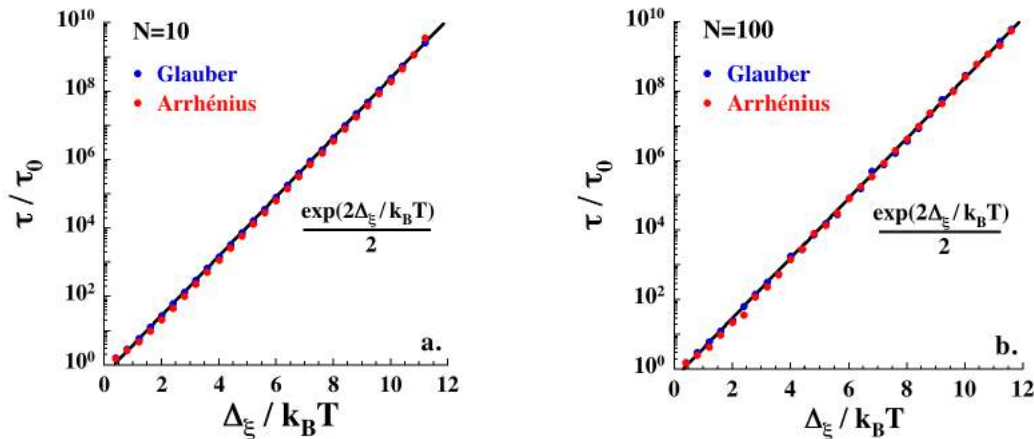 τ / τ₀
10¹⁰
10⁸
10⁶
10⁴
10²
10⁰
N=10
Glauber
Arrhénius
exp(2Δ_ξ/k_BT)
2
a.
0 2 4 6 8 10 12
Δ_ξ / k_BT
τ / τ₀
10¹⁰
10⁸
10⁶
10⁴
10²
10⁰
N=100
Glauber
Arrhénius
exp(2Δ_ξ/k_BT)
2
b.
0 2 4 6 8 10 12
Δ_ξ / k_BT